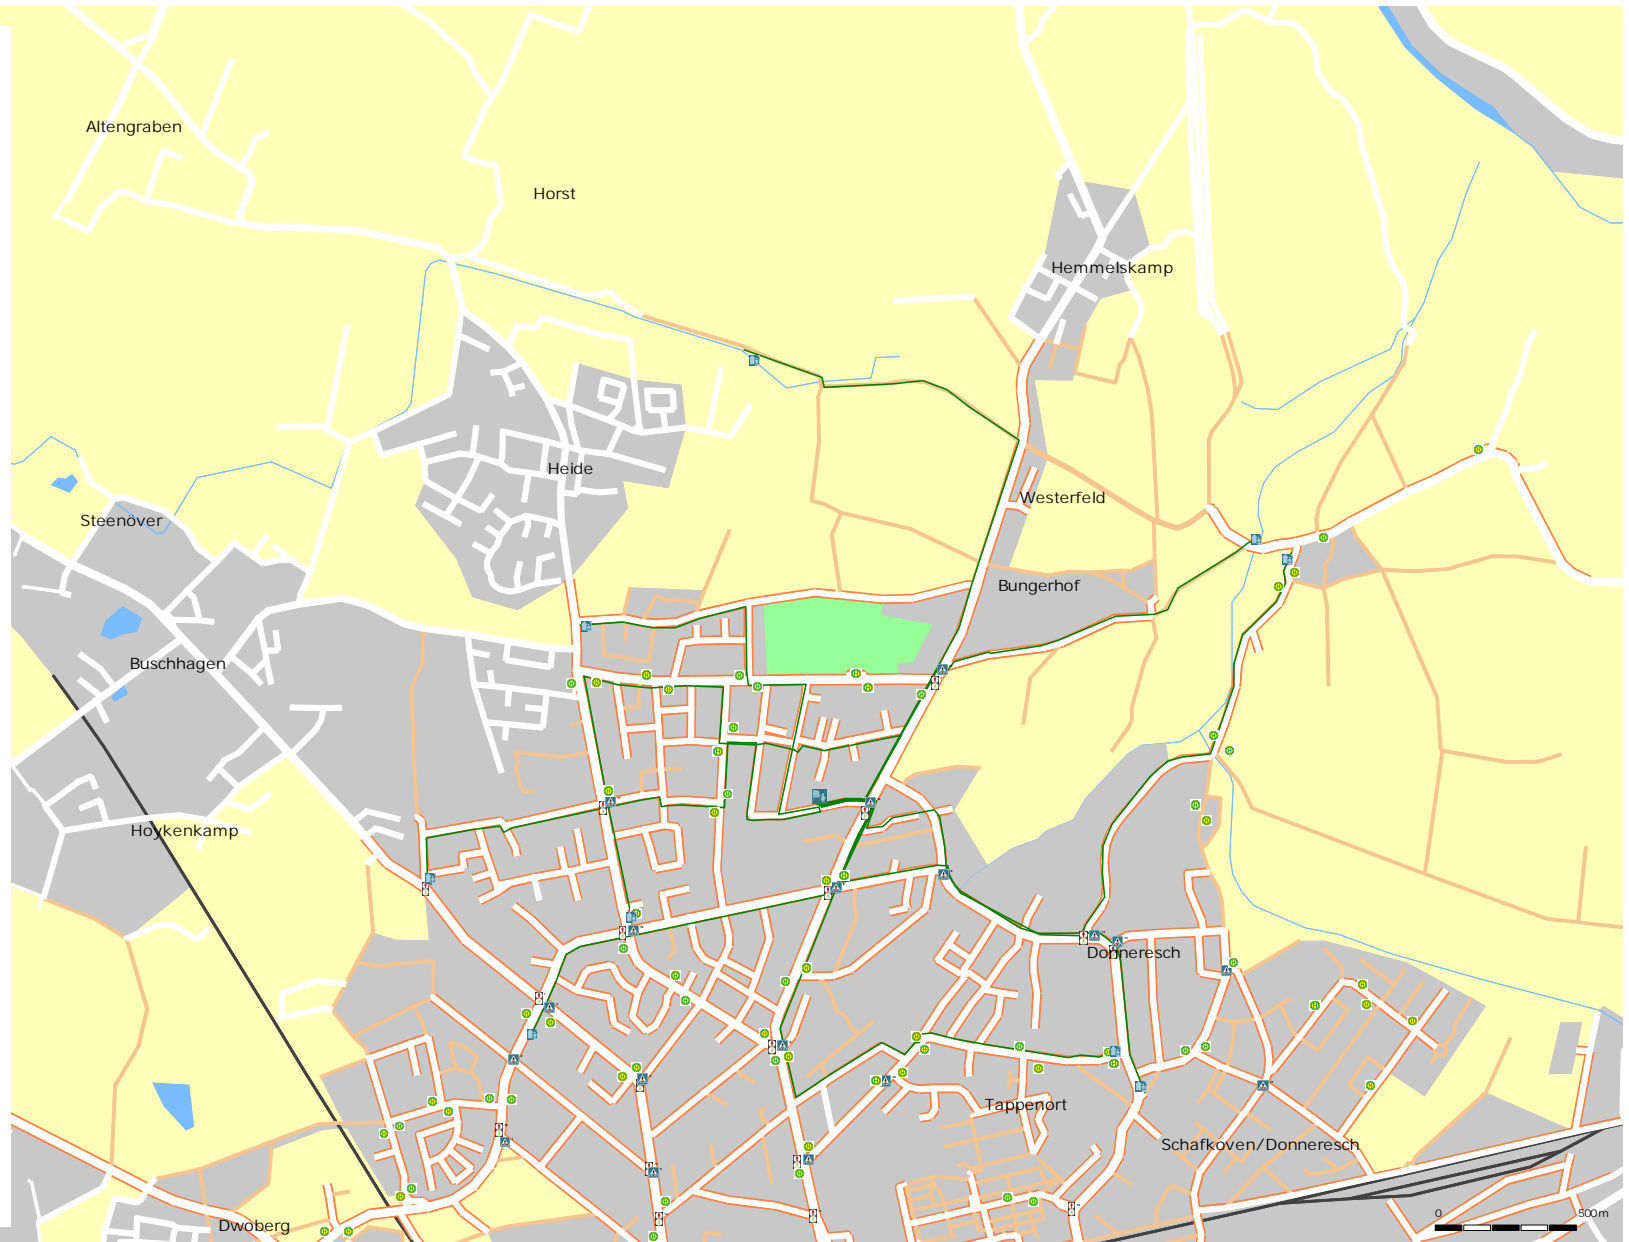 Altengraben
Horst
Hemmelskamp
Heide
Westerfeld
Steenöver
Bungerhof
Buschhagen
Hoykenkamp
Donneresch
Tappenort
Schafkoven/Donneresch
Dwoberg
0 500m